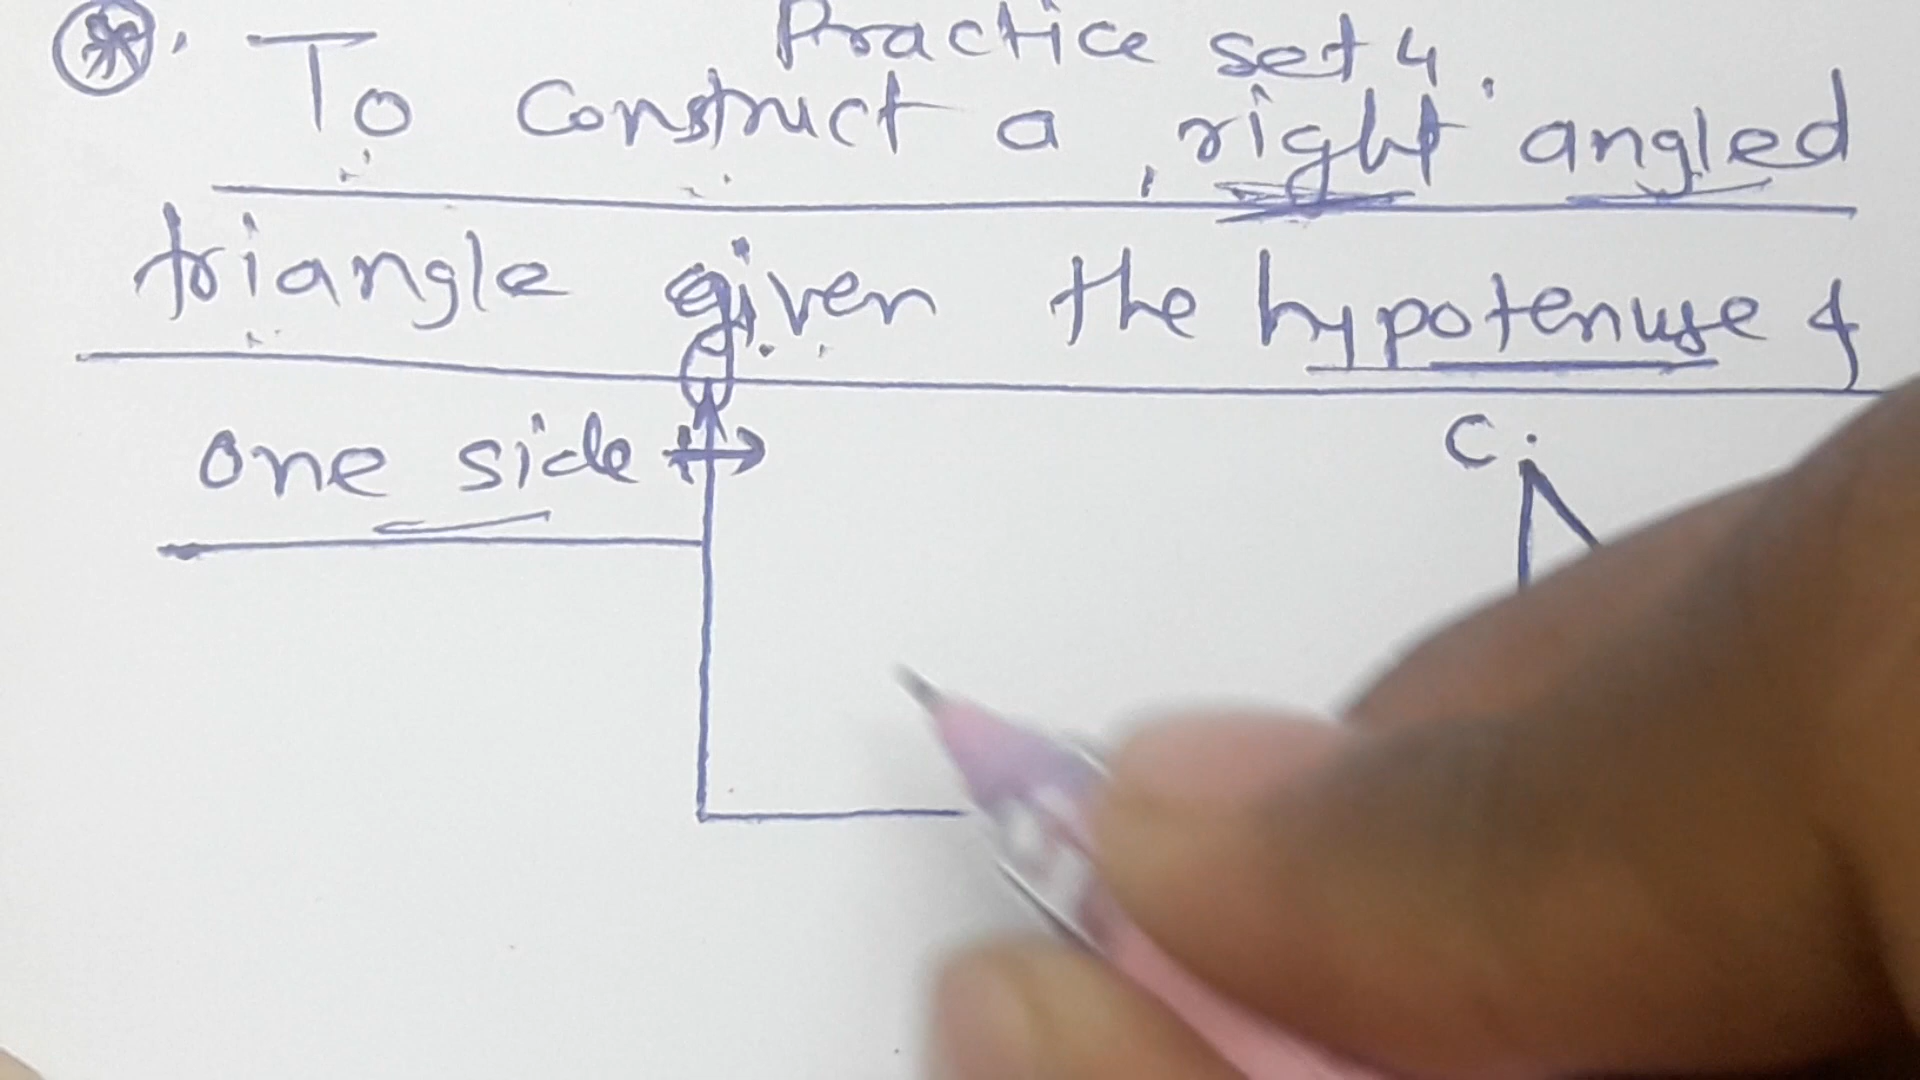 Practice set 4.
To construct a right angled
triangle given the hypotenuse &
one side
C